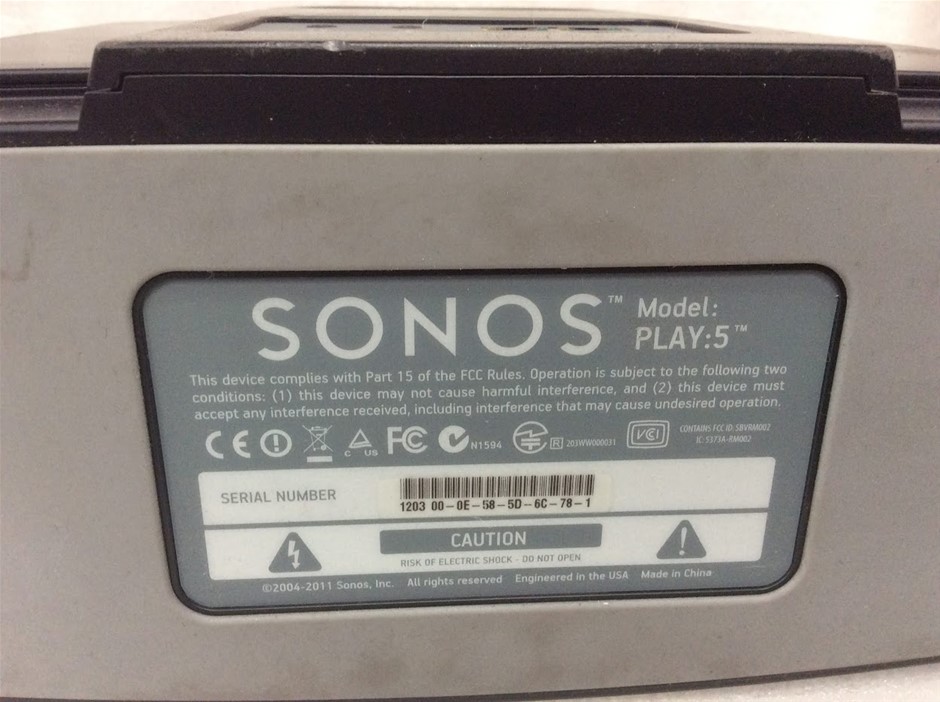 SONOS™
Model:
PLAY:5™
This device complies with Part 15 of the FCC Rules. Operation is subject to the following two
conditions: (1) this device may not cause harmful interference, and (2) this device must
accept any interference received, including interference that may cause undesired operation.
CE FC N1594 R 203WW000031 VCI
C US
CONTAINS FCC ID: SBVRM002
IC: 5373A-RM002
SERIAL NUMBER
1203 00-0E-58-5D-6C-78-1
CAUTION
RISK OF ELECTRIC SHOCK - DO NOT OPEN
©2004-2011 Sonos, Inc. All rights reserved Engineered in the USA Made in China